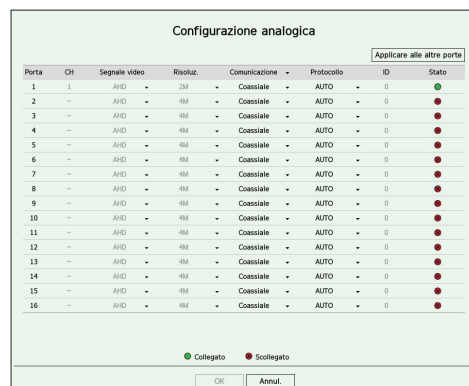 Configurazione analogica
Applicare alle altre porte
Porta CH Segnale video Risoluz. Comunicazione Protocollo ID Stato
1 1 AHD 2M Coassiale AUTO 0
2 — AHD 4M Coassiale AUTO 0
3 — AHD 4M Coassiale AUTO 0
4 — AHD 4M Coassiale AUTO 0
5 — AHD 4M Coassiale AUTO 0
6 — AHD 4M Coassiale AUTO 0
7 — AHD 4M Coassiale AUTO 0
8 — AHD 4M Coassiale AUTO 0
9 — AHD 4M Coassiale AUTO 0
10 — AHD 4M Coassiale AUTO 0
11 — AHD 4M Coassiale AUTO 0
12 — AHD 4M Coassiale AUTO 0
13 — AHD 4M Coassiale AUTO 0
14 — AHD 4M Coassiale AUTO 0
15 — AHD 4M Coassiale AUTO 0
16 — AHD 4M Coassiale AUTO 0
Collegato Scollegato
OK Annul.